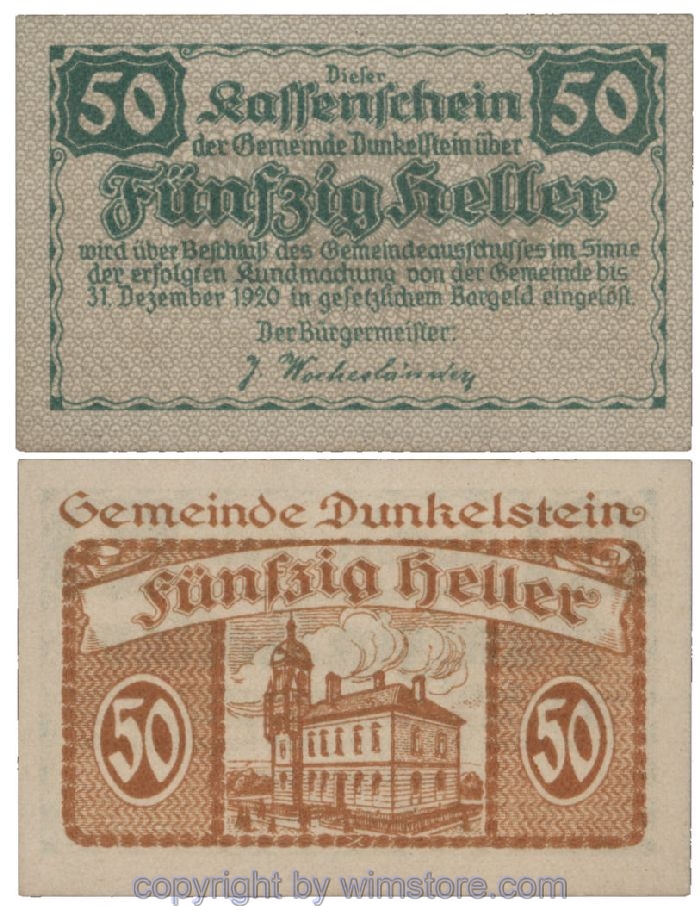 50
Dieser
50
Kassenschein
der Gemeinde Dunkelstein über
Fünfzig Heller
wird über Beschluß des Gemeindeausschusses im Sinne
der erfolgten Kundmachung von der Gemeinde bis
31. Dezember 1920 in gesetzlichem Bargeld eingelöst.
Der Bürgermeister:
J. Wochesländer
Gemeinde Dunkelstein
Fünfzig Heller
50
50
copyright by wimstore.com